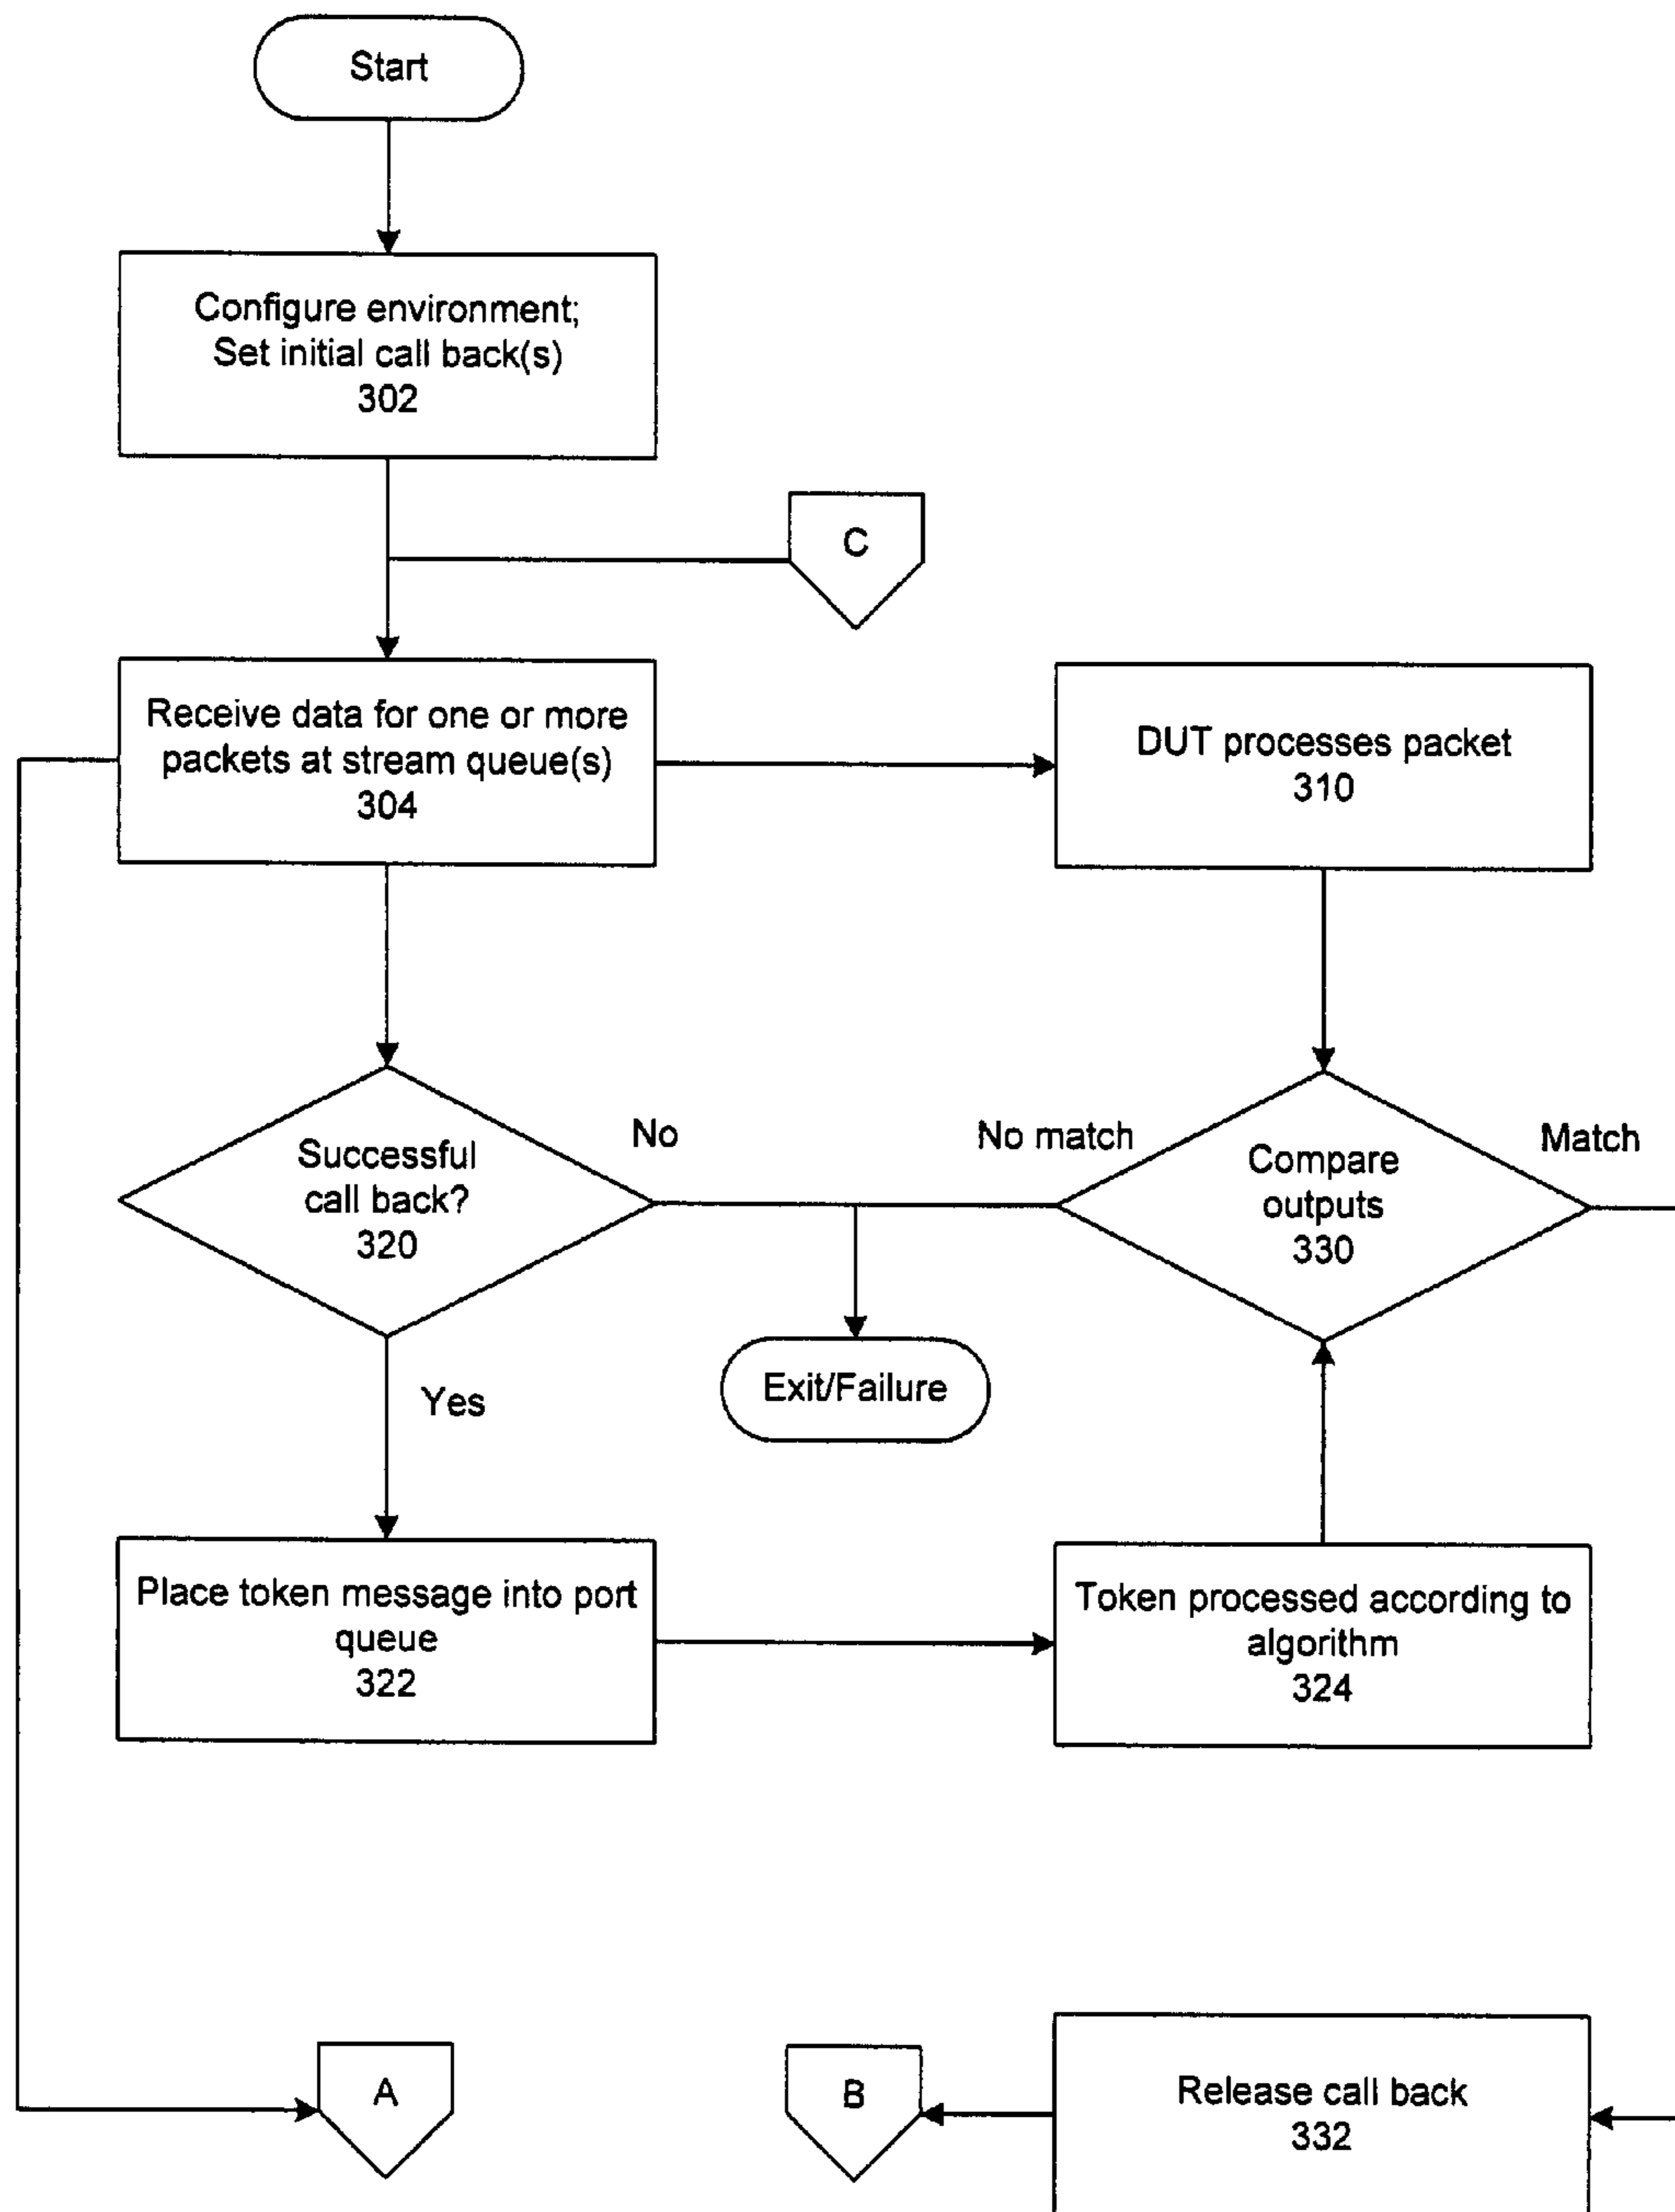 Start
Configure environment;
Set initial call back(s)
302
C
Receive data for one or more
packets at stream queue(s)
304
DUT processes packet
310
Successful
call back?
320
No
No match
Compare
outputs
330
Match
Yes
Exit/Failure
Place token message into port
queue
322
Token processed according to
algorithm
324
A
B
Release call back
332